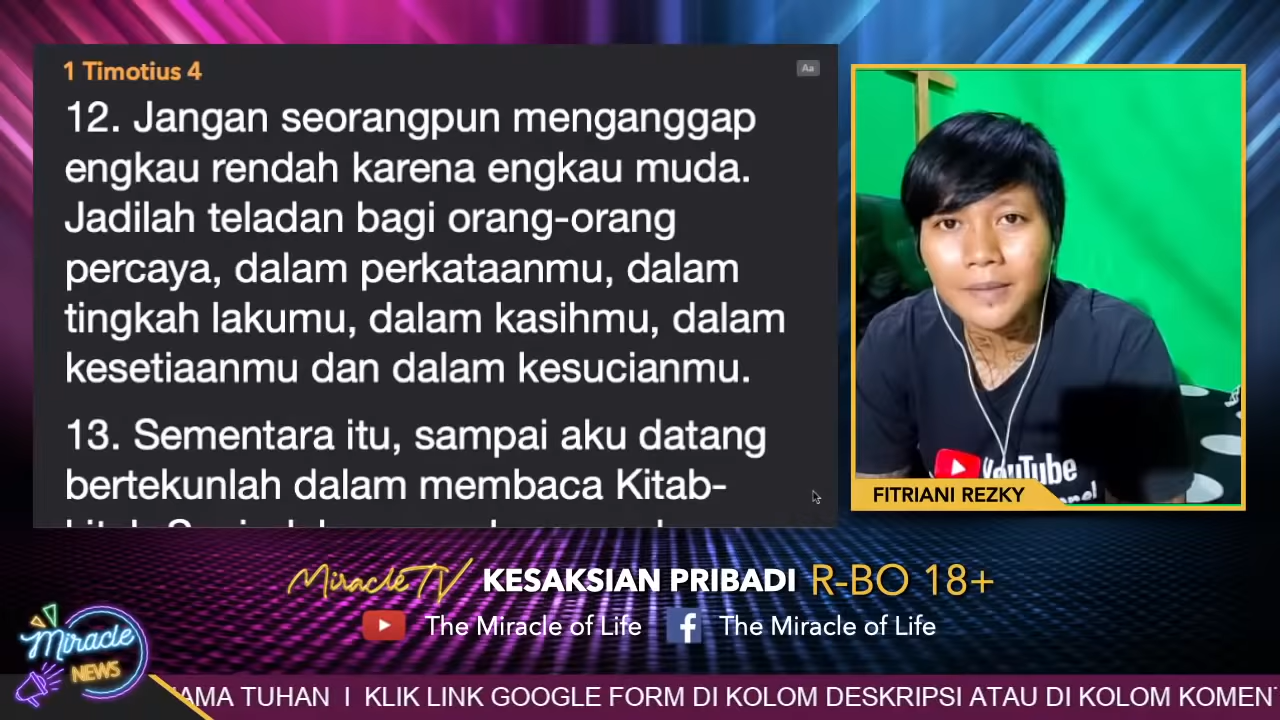 1 Timotius 4
Aa
12. Jangan seorangpun menganggap
engkau rendah karena engkau muda.
Jadilah teladan bagi orang-orang
percaya, dalam perkataanmu, dalam
tingkah lakumu, dalam kasihmu, dalam
kesetiaanmu dan dalam kesucianmu.
13. Sementara itu, sampai aku datang
bertekunlah dalam membaca Kitab-
YouTube
FITRIANI REZKY
Miracle TV KESAKSIAN PRIBADI R-BO 18+
The Miracle of Life The Miracle of Life
Miracle
NEWS
AMA TUHAN I KLIK LINK GOOGLE FORM DI KOLOM DESKRIPSI ATAU DI KOLOM KOMEN